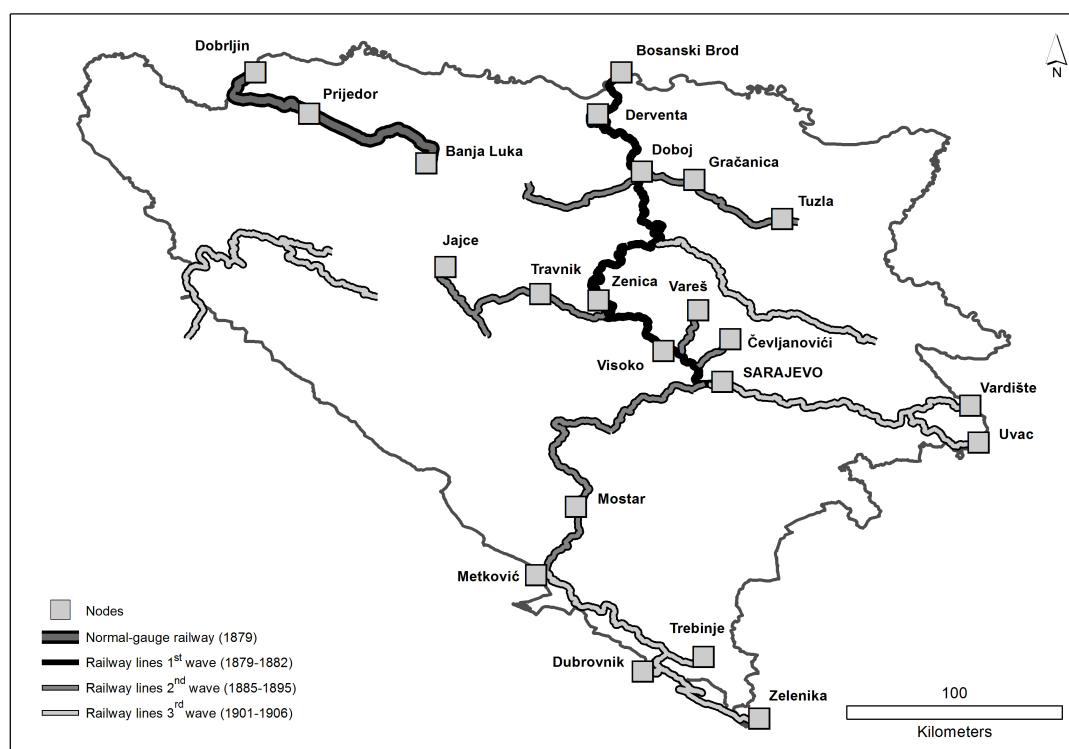 Dobrljin
Bosanski Brod
N
Prijedor
Derventa
Banja Luka
Doboj
Gračanica
Tuzla
Jajce
Travnik
Zenica
Vareš
Čevljanovići
Visoko
SARAJEVO
Vardište
Uvac
Mostar
Metković
Trebinje
Dubrovnik
Zelenika
Nodes
Normal-gauge railway (1879)
Railway lines 1st wave (1879-1882)
Railway lines 2nd wave (1885-1895)
Railway lines 3rd wave (1901-1906)
100
Kilometers